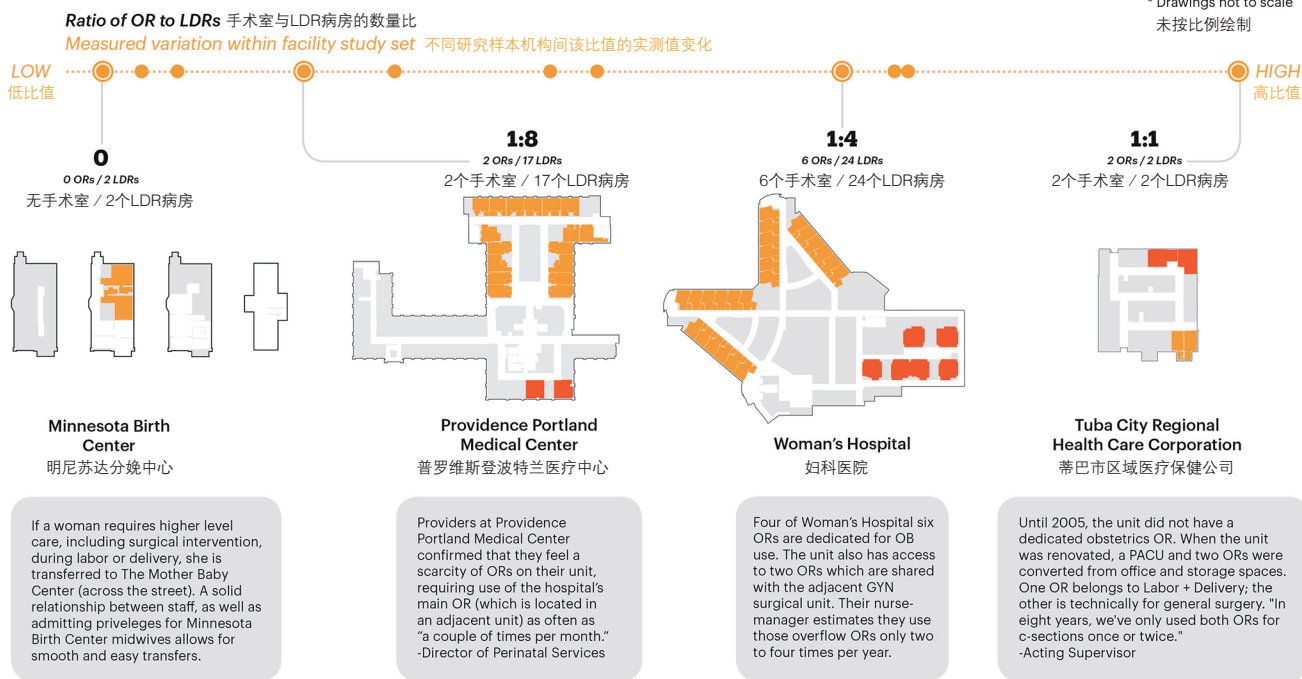 * Drawings not to scale
未按比例绘制
Ratio of OR to LDRs 手术室与LDR病房的数量比
Measured variation within facility study set 不同研究样本机构间该比值的实测值变化
LOW
低比值
HIGH
高比值
0
0 ORs / 2 LDRs
无手术室 / 2个LDR病房
1:8
2 ORs / 17 LDRs
2个手术室 / 17个LDR病房
1:4
6 ORs / 24 LDRs
6个手术室 / 24个LDR病房
1:1
2 ORs / 2 LDRs
2个手术室 / 2个LDR病房
Minnesota Birth
Center
明尼苏达分娩中心
Providence Portland
Medical Center
普罗维斯登波特兰医疗中心
Woman's Hospital
妇科医院
Tuba City Regional
Health Care Corporation
蒂巴市区域医疗保健公司
If a woman requires higher level
care, including surgical intervention,
during labor or delivery, she is
transferred to The Mother Baby
Center (across the street). A solid
relationship between staff, as well as
admitting priveleges for Minnesota
Birth Center midwives allows for
smooth and easy transfers.
Providers at Providence
Portland Medical Center
confirmed that they feel a
scarcity of ORs on their unit,
requiring use of the hospital's
main OR (which is located in
an adjacent unit) as often as
"a couple of times per month."
-Director of Perinatal Services
Four of Woman's Hospital six
ORs are dedicated for OB
use. The unit also has access
to two ORs which are shared
with the adjacent GYN
surgical unit. Their nurse-
manager estimates they use
those overflow ORs only two
to four times per year.
Until 2005, the unit did not have a
dedicated obstetrics OR. When the unit
was renovated, a PACU and two ORs were
converted from office and storage spaces.
One OR belongs to Labor + Delivery; the
other is technically for general surgery. "In
eight years, we've only used both ORs for
c-sections once or twice."
-Acting Supervisor